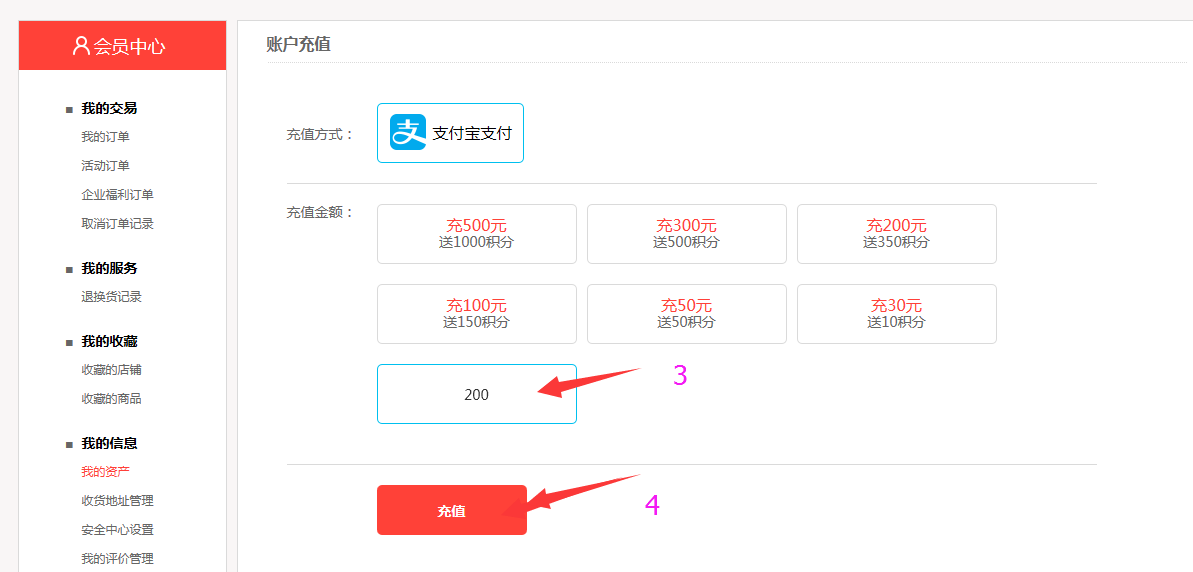 会员中心
我的交易
我的订单
活动订单
企业福利订单
取消订单记录
我的服务
退换货记录
我的收藏
收藏的店铺
收藏的商品
我的信息
我的资产
收货地址管理
安全中心设置
我的评价管理
账户充值
充值方式：
支 支付宝支付
充值金额：
充500元
送1000积分
充300元
送500积分
充200元
送350积分
充100元
送150积分
充50元
送50积分
充30元
送10积分
200
3
充值
4